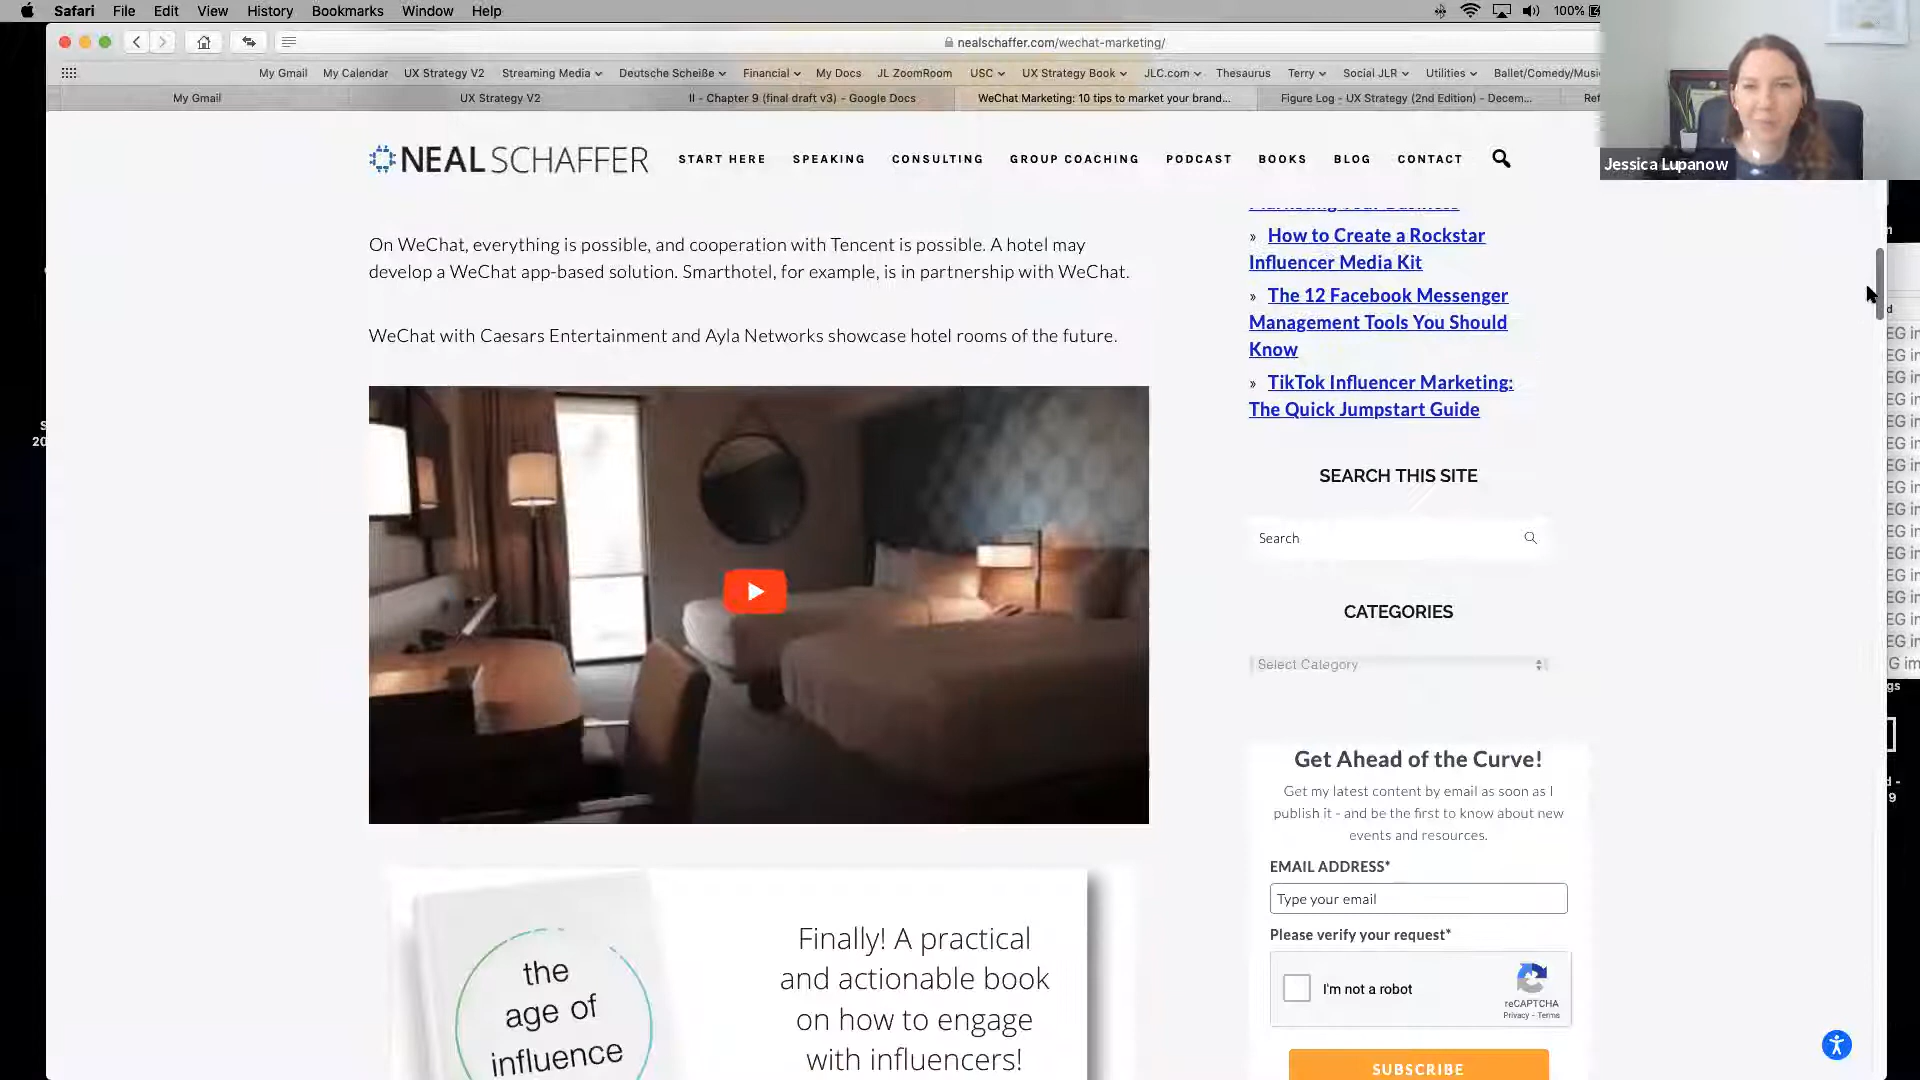 Safari File Edit View History Bookmarks Window Help
100%
nealschaffer.com/wechat-marketing/
My Gmail My Calendar UX Strategy V2 Streaming Media Deutsche Scheiße Financial My Docs JL ZoomRoom USC UX Strategy Book JLC.com Thesaurus Terry Social JLR Utilities Ballet/Comedy/Musi
My Gmail UX Strategy V2 II - Chapter 9 (final draft v3) - Google Docs WeChat Marketing: 10 tips to market your brand... Figure Log - UX Strategy (2nd Edition) - Decem...
Jessica Lupanow
NEAL SCHAFFER
START HERE SPEAKING CONSULTING GROUP COACHING PODCAST BOOKS BLOG CONTACT
On WeChat, everything is possible, and cooperation with Tencent is possible. A hotel may
develop a WeChat app-based solution. Smarthotel, for example, is in partnership with WeChat.
WeChat with Caesars Entertainment and Ayla Networks showcase hotel rooms of the future.
the
age of
influence
Finally! A practical
and actionable book
on how to engage
with influencers!
» How to Create a Rockstar
Influencer Media Kit
» The 12 Facebook Messenger
Management Tools You Should
Know
» TikTok Influencer Marketing:
The Quick Jumpstart Guide
SEARCH THIS SITE
Search
CATEGORIES
Select Category
Get Ahead of the Curve!
Get my latest content by email as soon as I
publish it - and be the first to know about new
events and resources.
EMAIL ADDRESS*
Type your email
Please verify your request*
I'm not a robot
reCAPTCHA
Privacy - Terms
SUBSCRIBE